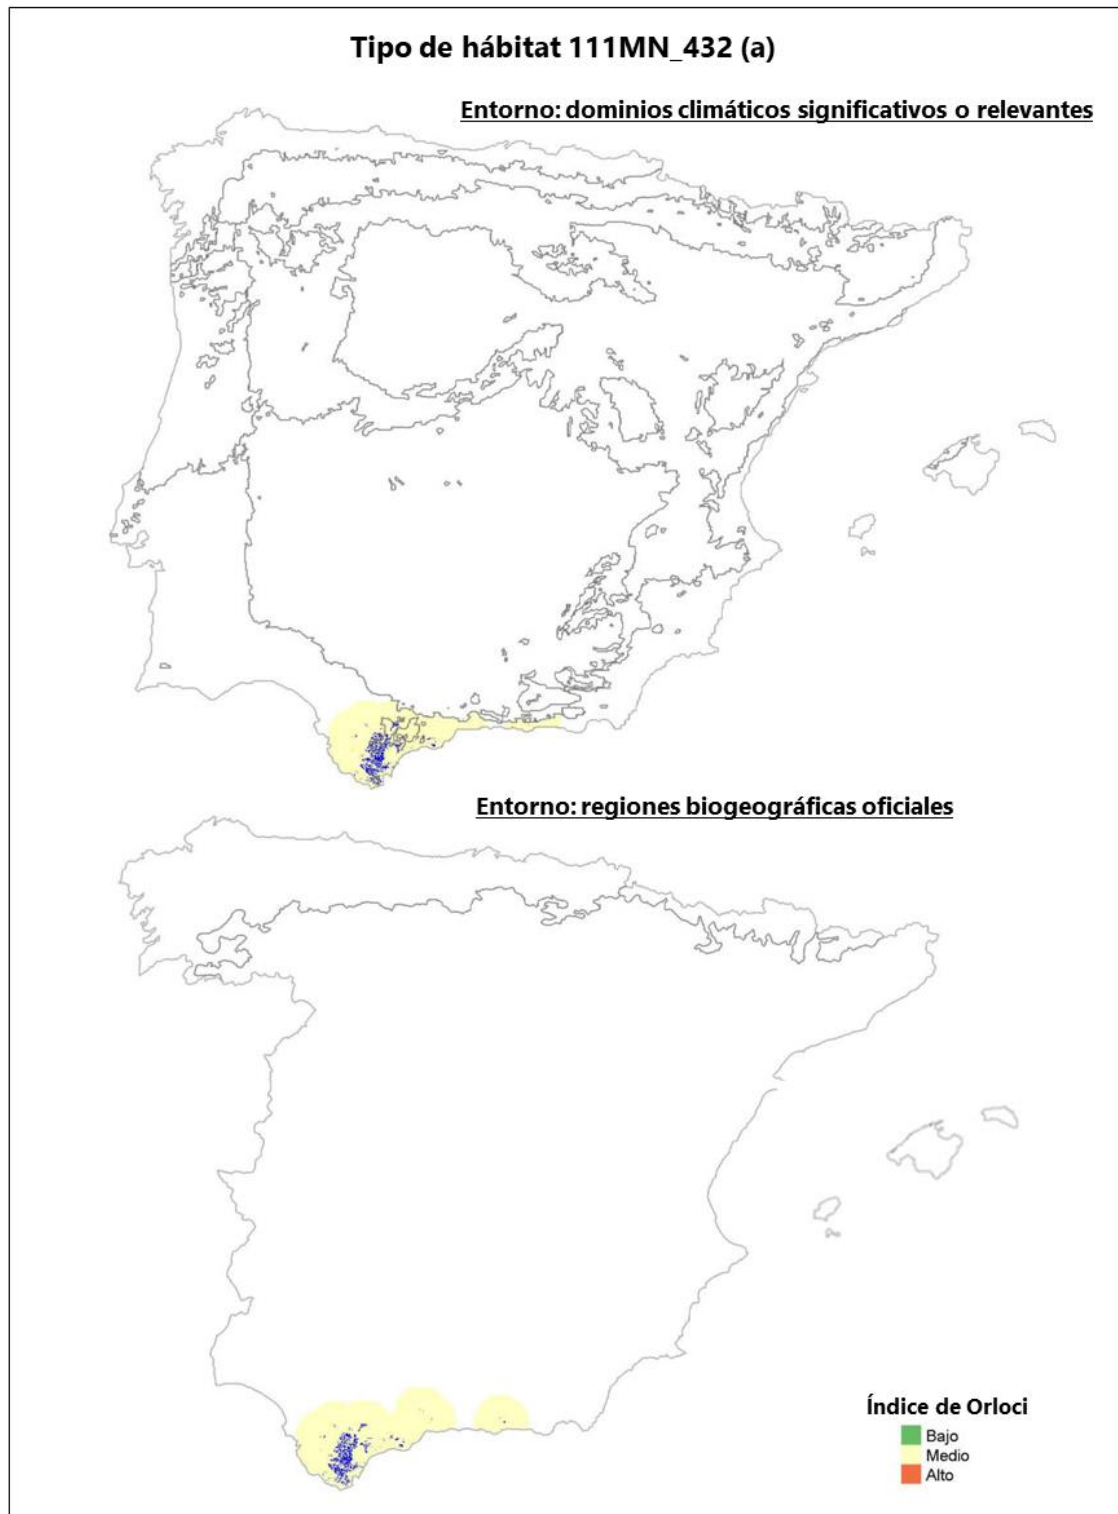 Tipo de hábitat 111MN_432 (a)
Entorno: dominios climáticos significativos o relevantes
Entorno: regiones biogeográficas oficiales
Índice de Orloci
Bajo
Medio
Alto